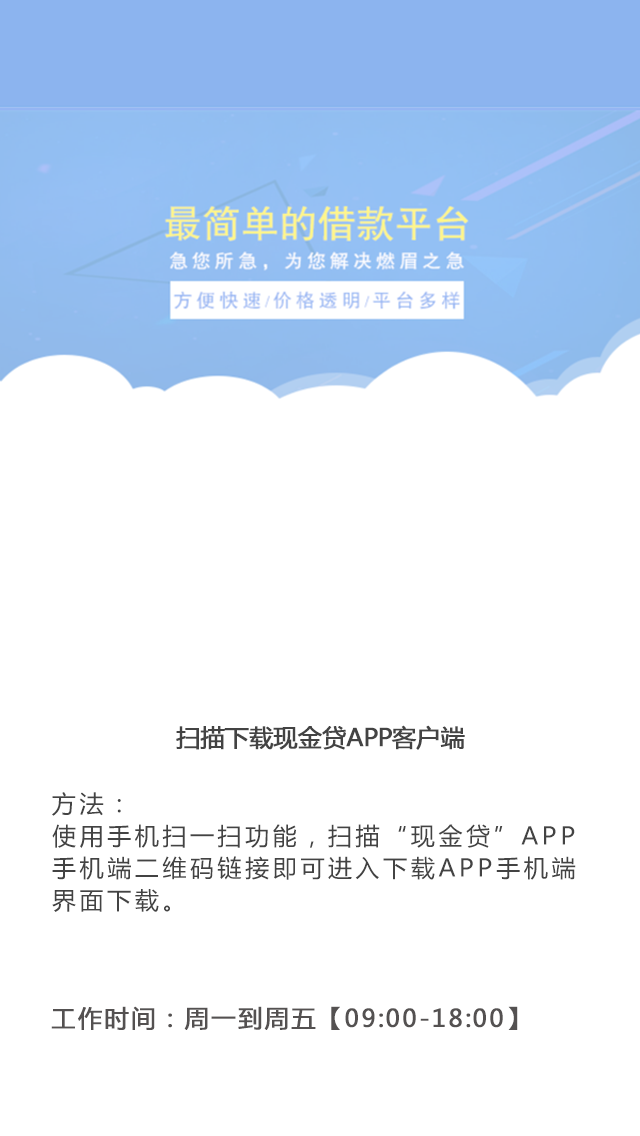 最简单的借款平台
急您所急，为您解决燃眉之急
方便快速/价格透明/平台多样
扫描下载现金贷APP客户端
方法：
使用手机扫一扫功能，扫描“现金贷”APP
手机端二维码链接即可进入下载APP手机端
界面下载。
工作时间：周一到周五【09:00-18:00】